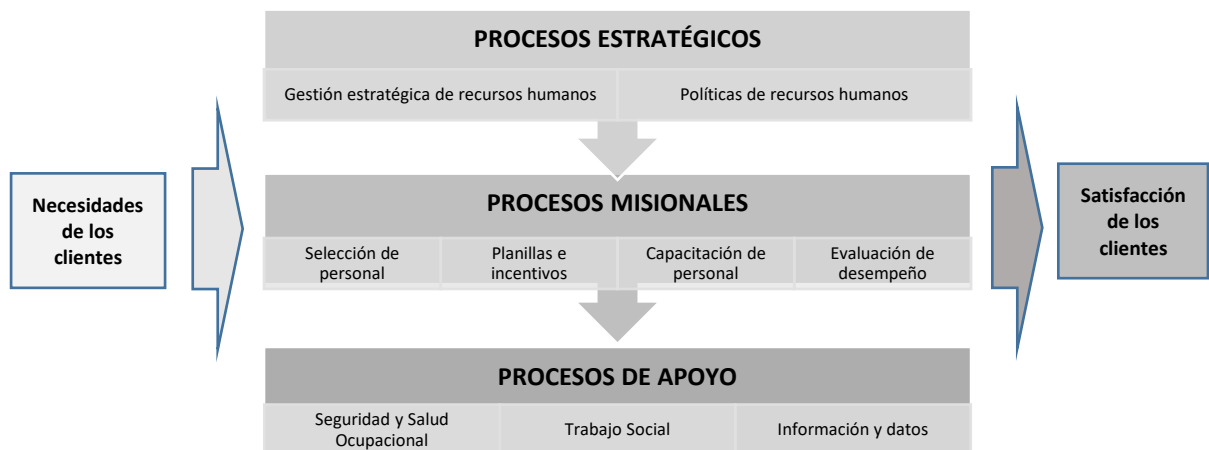 PROCESOS ESTRATÉGICOS
Gestión estratégica de recursos humanos
Políticas de recursos humanos
Necesidades
de los
clientes
PROCESOS MISIONALES
Selección de
personal
Planillas e
incentivos
Capacitación de
personal
Evaluación de
desempeño
Satisfacción
de los
clientes
PROCESOS DE APOYO
Seguridad y Salud
Ocupacional
Trabajo Social
Información y datos